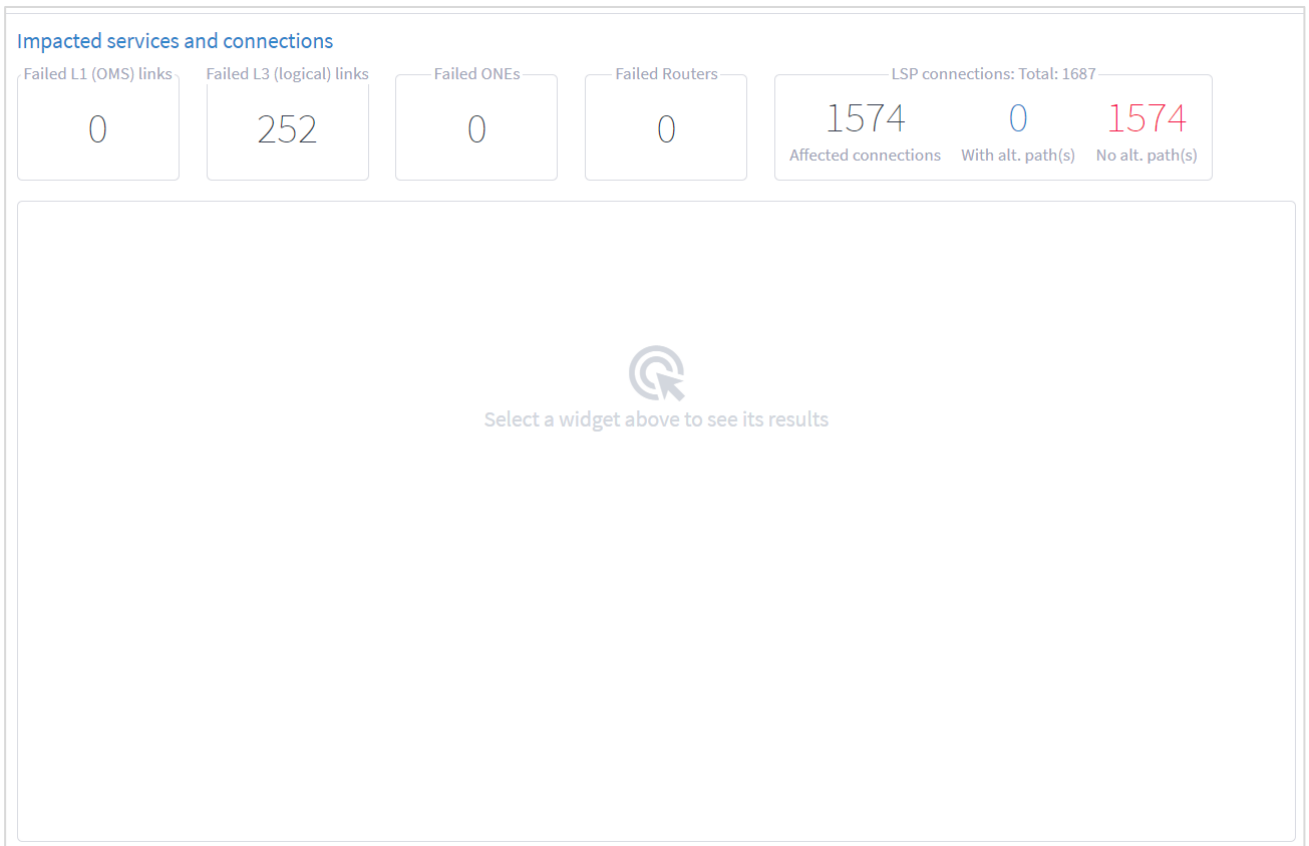 Impacted services and connections
Failed L1 (OMS) links
Failed L3 (logical) links
Failed ONEs
Failed Routers
LSP connections: Total: 1687
0
252
0
0
1574
0
1574
Affected connections
With alt. path(s)
No alt. path(s)
Select a widget above to see its results